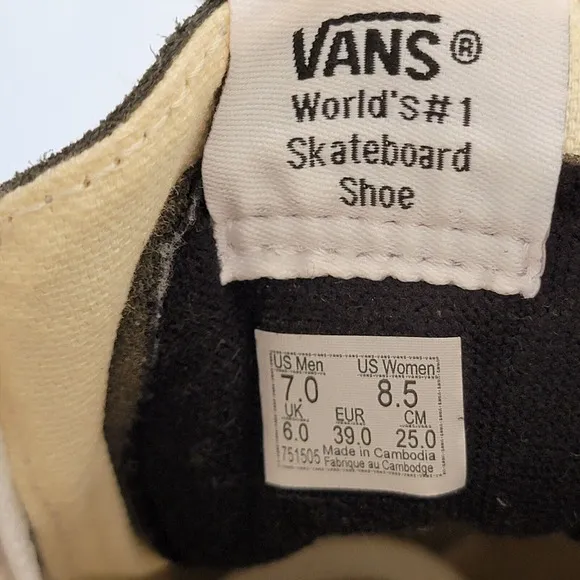 VANS®
World's#1
Skateboard
Shoe
US Men US Women
7.0 8.5
UK EUR CM
6.0 39.0 25.0
751505 Made in Cambodia
Fabrique au Cambodge